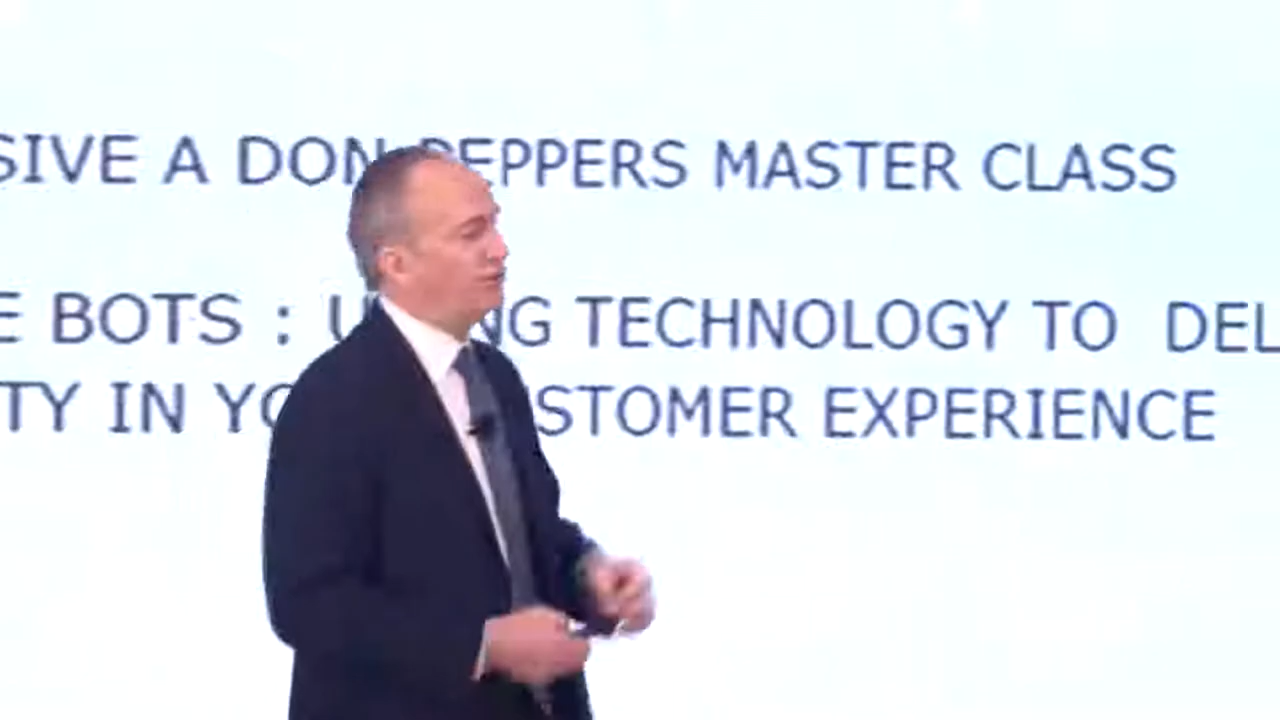 SIVE A DON PEPPERS MASTER CLASS
E BOTS : U NG TECHNOLOGY TO DEL
TY IN YO STOMER EXPERIENCE